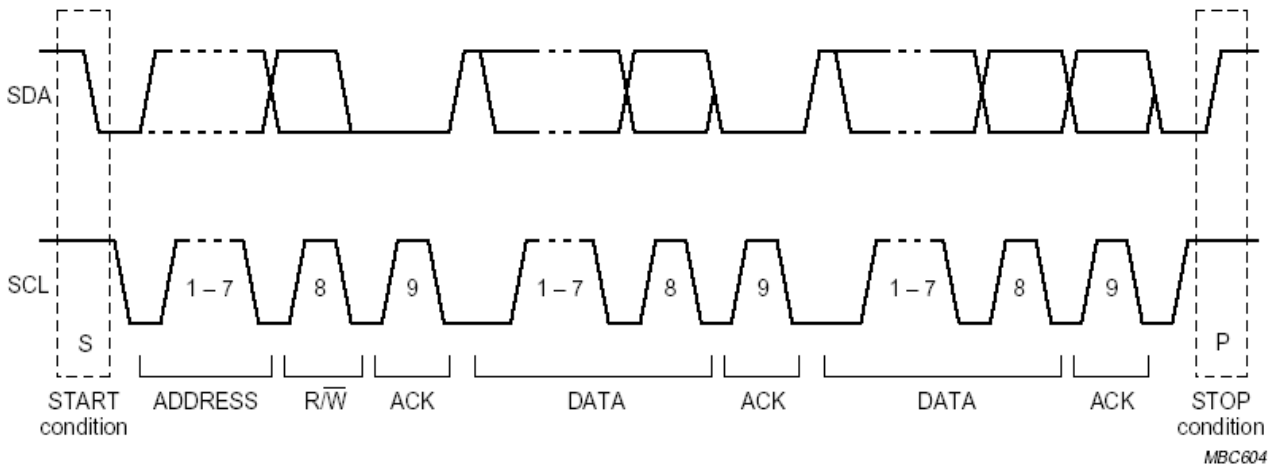 SDA
SCL
1 – 7 8 9 1 – 7 8 9 1 – 7 8 9
S P
START condition ADDRESS R/W̅ ACK DATA ACK DATA ACK STOP condition
MBC604